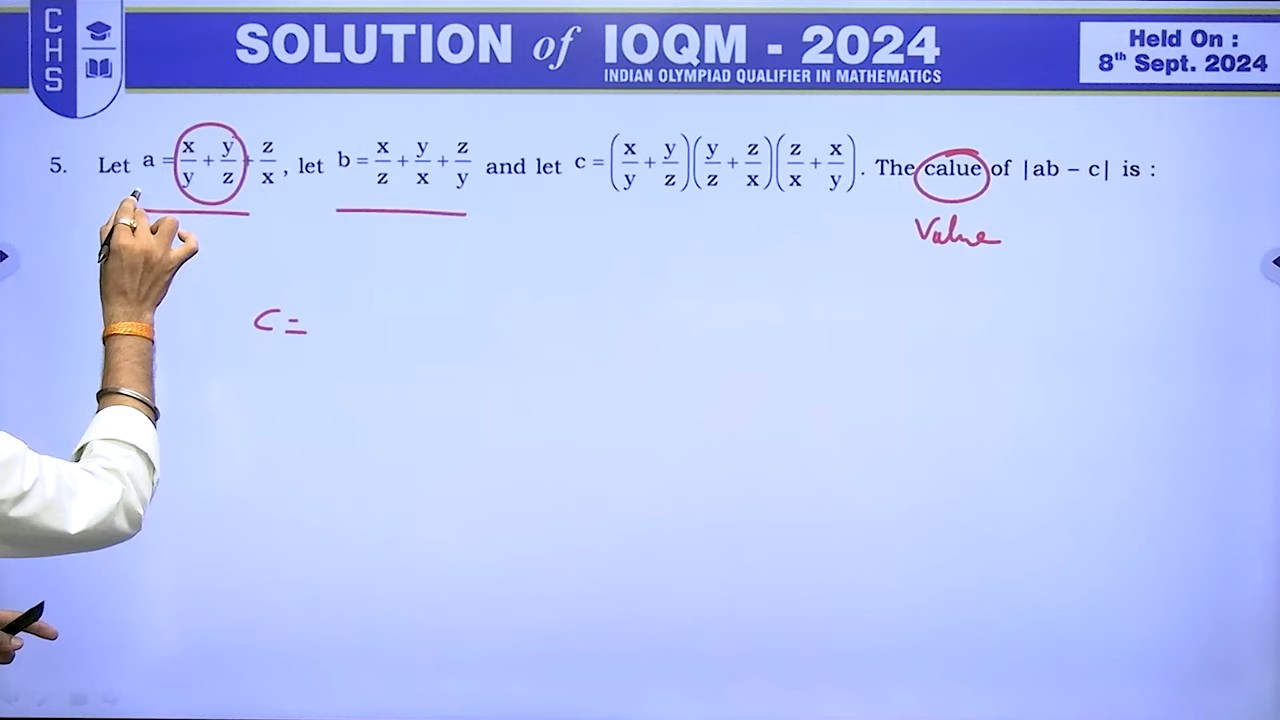 CHS
SOLUTION of IOQM - 2024
INDIAN OLYMPIAD QUALIFIER IN MATHEMATICS
Held On :
8th Sept. 2024
5. Let a = x/y + y/z + z/x, let b = x/z + y/x + z/y and let c = (x/y + y/z)(y/z + z/x)(z/x + x/y). The calue of |ab – c| is :
Value
C =